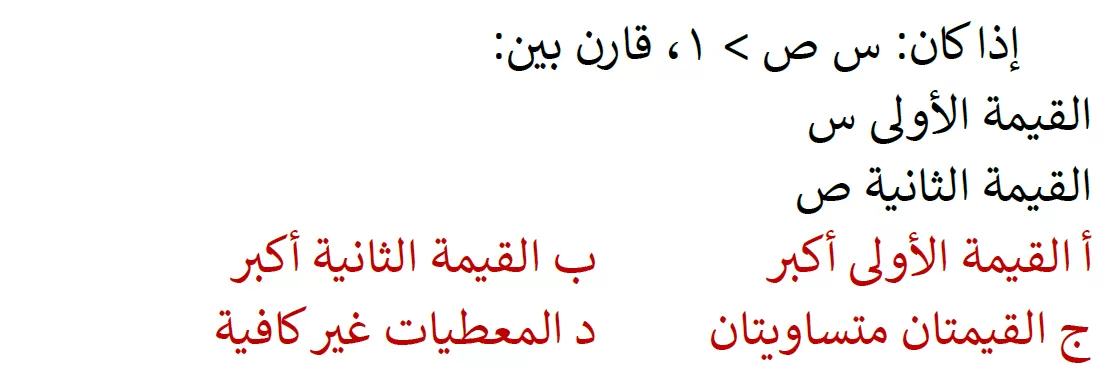 إذا كان: س ص > ١، قارن بين:
القيمة الأولى س
القيمة الثانية ص
أ القيمة الأولى أكبر ب القيمة الثانية أكبر
ج القيمتان متساويتان د المعطيات غير كافية